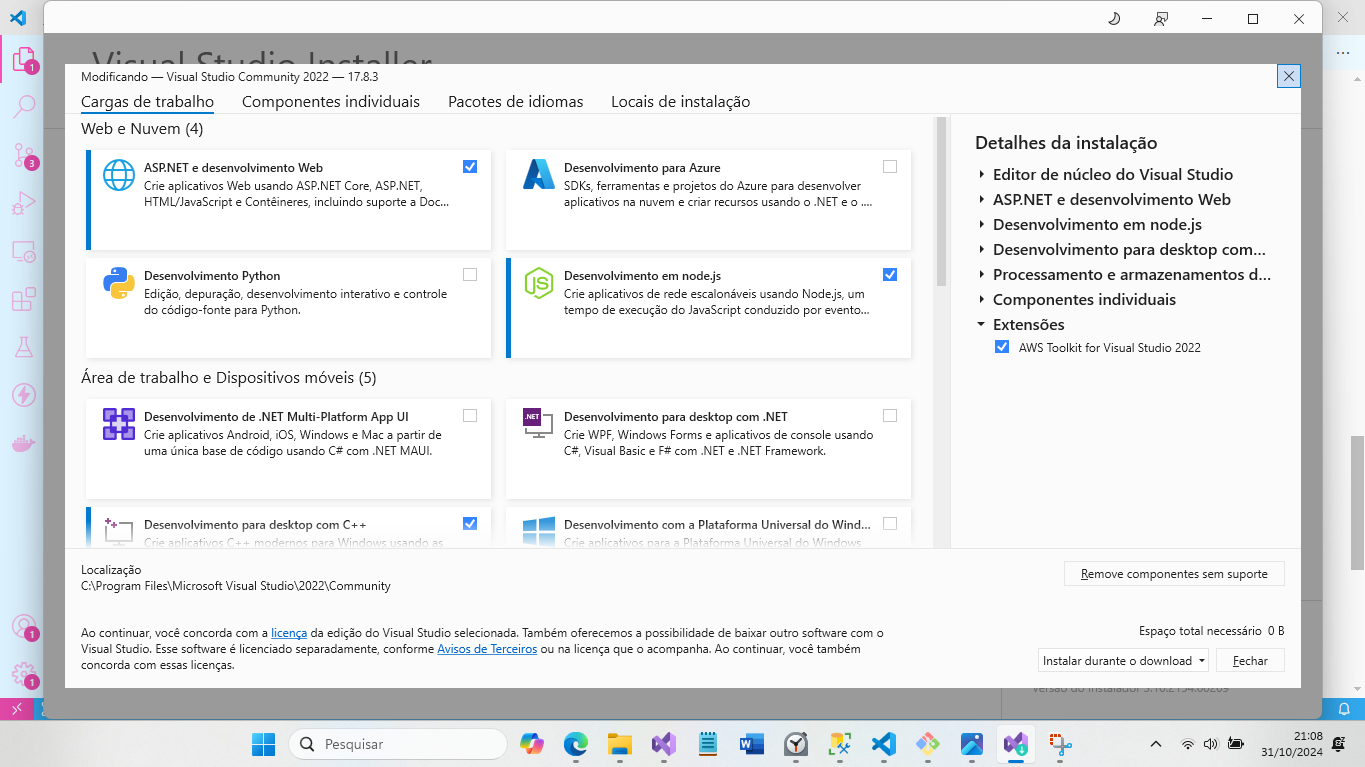 Visual Studio Installer
Modificando — Visual Studio Community 2022 — 17.8.3
Cargas de trabalho
Componentes individuais
Pacotes de idiomas
Locais de instalação
Web e Nuvem (4)
ASP.NET e desenvolvimento Web
Crie aplicativos Web usando ASP.NET Core, ASP.NET,
HTML/JavaScript e Contêineres, incluindo suporte a Doc...
Desenvolvimento para Azure
SDKs, ferramentas e projetos do Azure para desenvolver
aplicativos na nuvem e criar recursos usando o .NET e o ....
Desenvolvimento Python
Edição, depuração, desenvolvimento interativo e controle
do código-fonte para Python.
JS
Desenvolvimento em node.js
Crie aplicativos de rede escalonáveis usando Node.js, um
tempo de execução do JavaScript conduzido por evento...
Área de trabalho e Dispositivos móveis (5)
Desenvolvimento de .NET Multi-Platform App UI
Crie aplicativos Android, iOS, Windows e Mac a partir de
uma única base de código usando C# com .NET MAUI.
.NET
Desenvolvimento para desktop com .NET
Crie WPF, Windows Forms e aplicativos de console usando
C#, Visual Basic e F# com .NET e .NET Framework.
Desenvolvimento para desktop com C++
Crie aplicativos C++ modernos para Windows usando as
Desenvolvimento com a Plataforma Universal do Wind...
Crie aplicativos para a Plataforma Universal do Windows
Detalhes da instalação
Editor de núcleo do Visual Studio
ASP.NET e desenvolvimento Web
Desenvolvimento em node.js
Desenvolvimento para desktop com...
Processamento e armazenamentos d...
Componentes individuais
Extensões
AWS Toolkit for Visual Studio 2022
Localização
C:\Program Files\Microsoft Visual Studio\2022\Community
Remove componentes sem suporte
Ao continuar, você concorda com a licença da edição do Visual Studio selecionada. Também oferecemos a possibilidade de baixar outro software com o
Visual Studio. Esse software é licenciado separadamente, conforme Avisos de Terceiros ou na licença que o acompanha. Ao continuar, você também
concorda com essas licenças.
Espaço total necessário 0 B
Instalar durante o download
Fechar
1
3
1
1
Pesquisar
21:08
31/10/2024